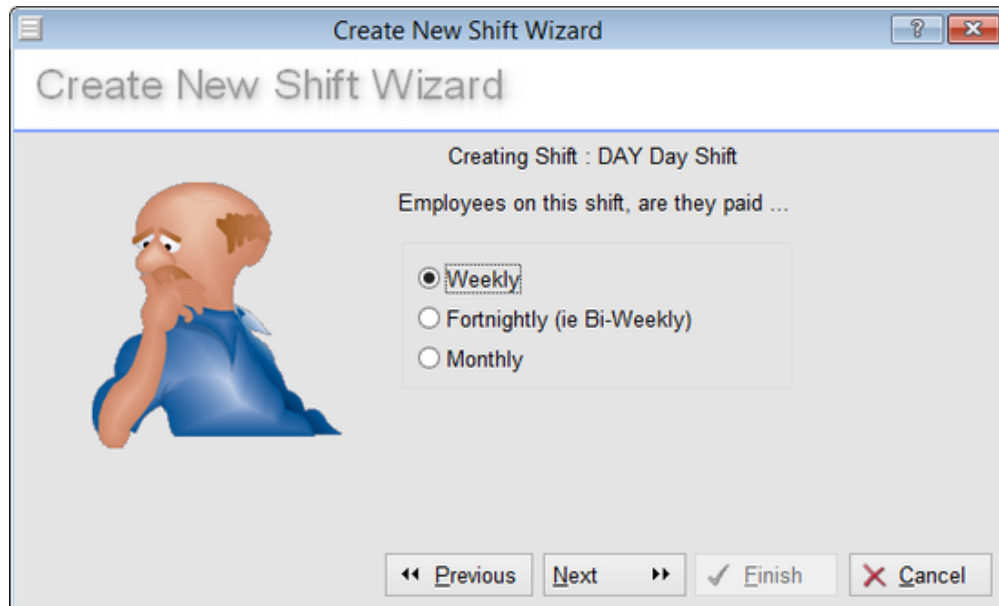 Create New Shift Wizard
Create New Shift Wizard
Creating Shift : DAY Day Shift
Employees on this shift, are they paid ...
Weekly
Fortnightly (ie Bi-Weekly)
Monthly
Previous Next Finish Cancel